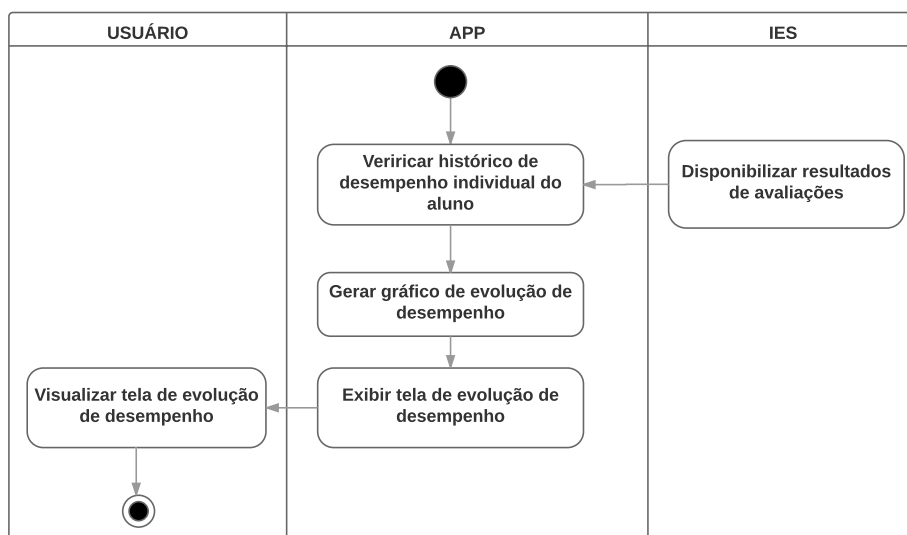 USUÁRIO
APP
IES
Veriricar histórico de
desempenho individual do
aluno
Disponibilizar resultados
de avaliações
Gerar gráfico de evolução de
desempenho
Visualizar tela de evolução
de desempenho
Exibir tela de evolução de
desempenho